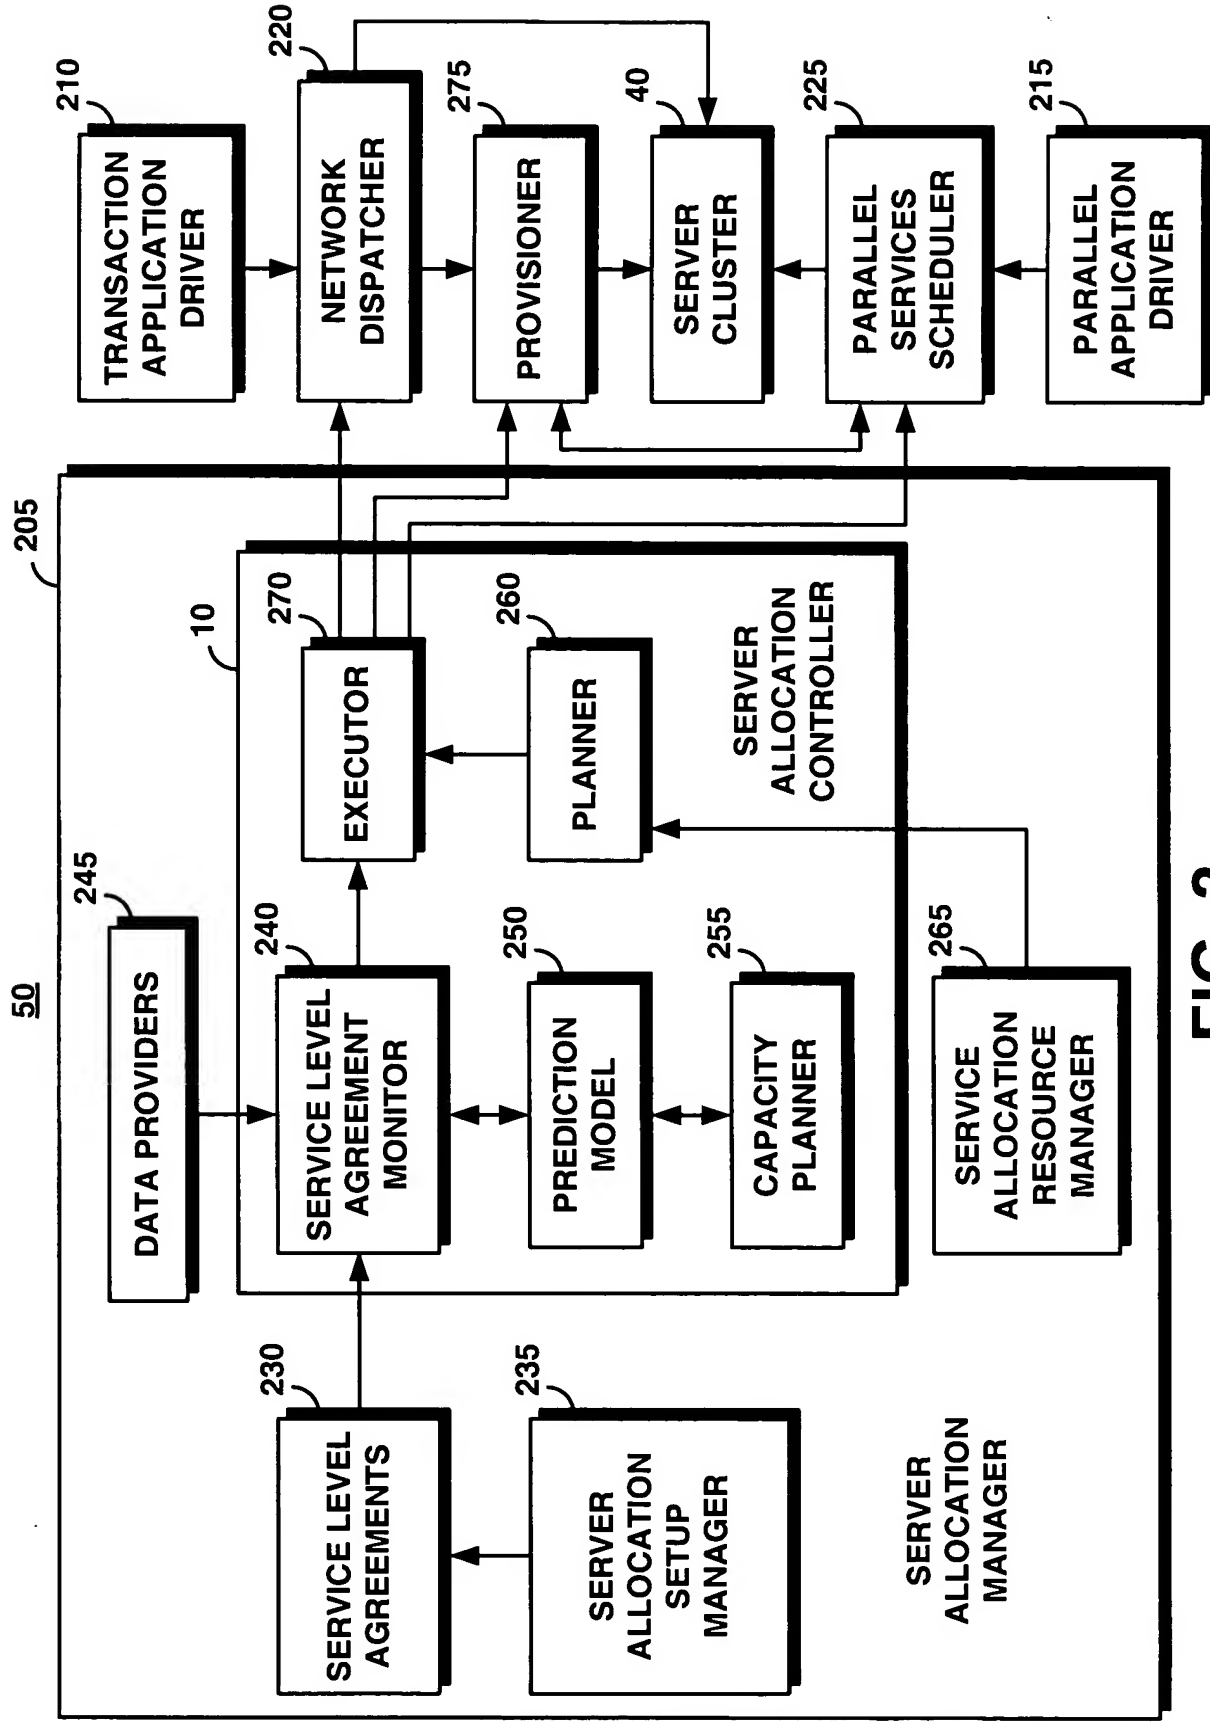 50
205
DATA PROVIDERS
245
10
SERVICE LEVEL
AGREEMENTS
230
SERVICE LEVEL
AGREEMENT
MONITOR
240
EXECUTOR
270
SERVER
ALLOCATION
SETUP
MANAGER
235
PREDICTION
MODEL
250
PLANNER
260
CAPACITY
PLANNER
255
SERVER
ALLOCATION
CONTROLLER
SERVICE
ALLOCATION
RESOURCE
MANAGER
265
SERVER
ALLOCATION
MANAGER
TRANSACTION
APPLICATION
DRIVER
210
NETWORK
DISPATCHER
220
PROVISIONER
275
SERVER
CLUSTER
40
PARALLEL
SERVICES
SCHEDULER
225
PARALLEL
APPLICATION
DRIVER
215
FIG. 2